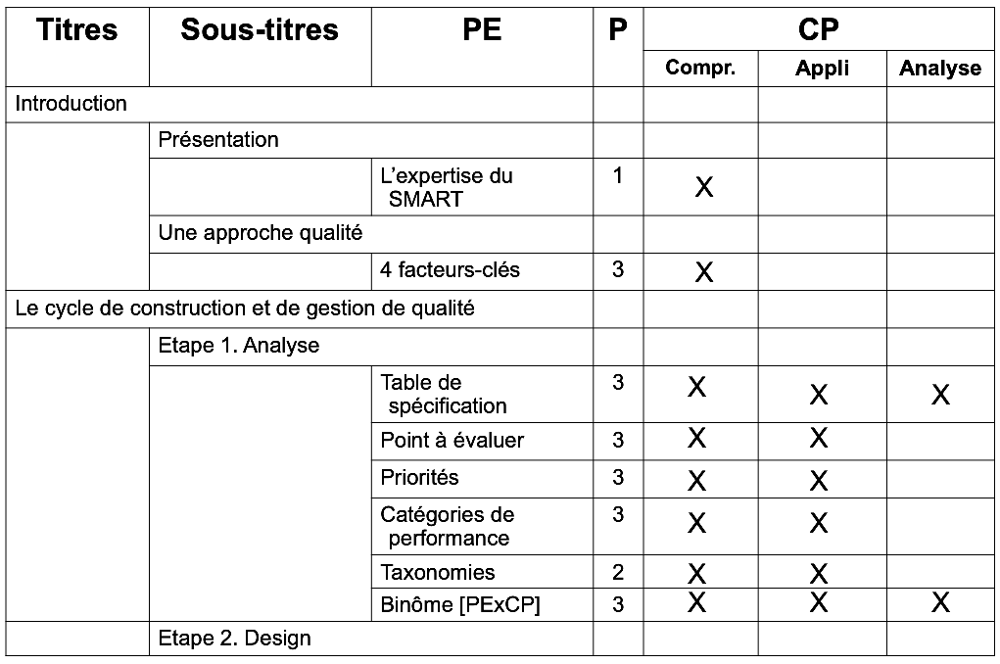 Titres Sous-titres PE P CP
Compr. Appli Analyse
Introduction
Présentation
L’expertise du 1 X
SMART
Une approche qualité
4 facteurs-clés 3 X
Le cycle de construction et de gestion de qualité
Etape 1. Analyse
Table de 3 X X X
spécification
Point à évaluer 3 X X
Priorités 3 X X
Catégories de 3 X X
performance
Taxonomies 2 X X
Binôme [PExCP] 3 X X X
Etape 2. Design